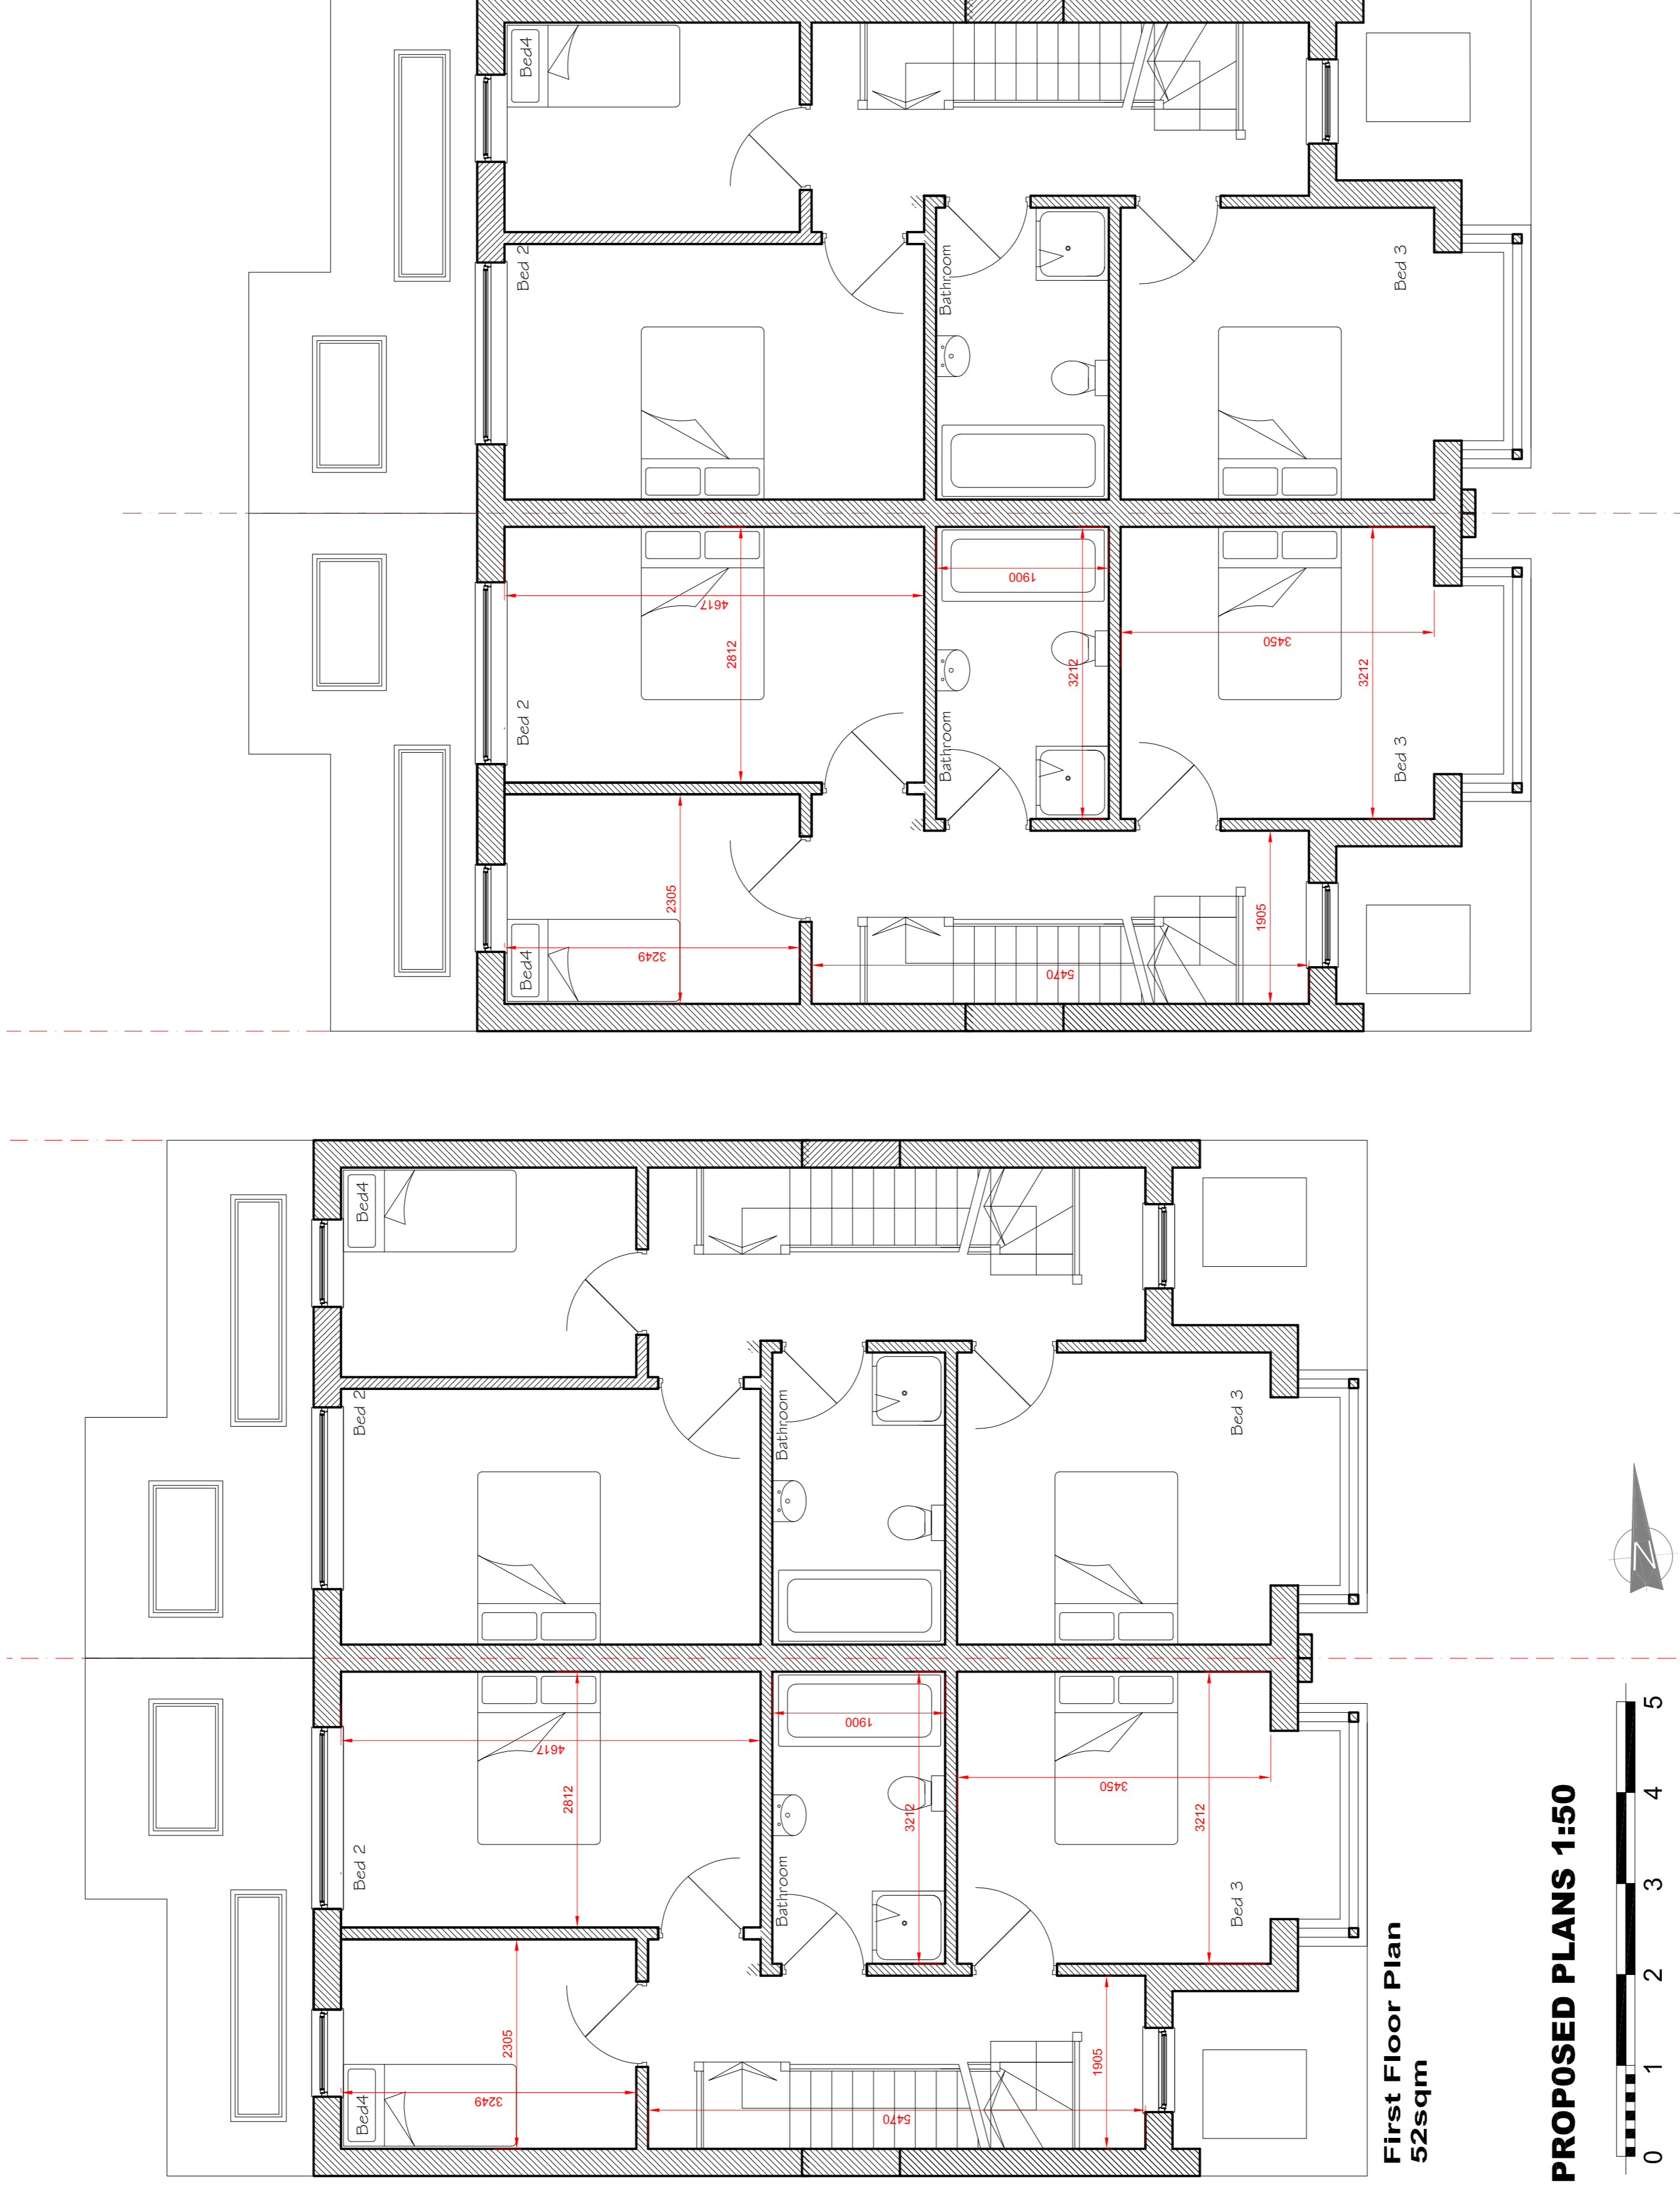 Bed4
Bed 2
Bed 2
Bed4
3249
2305
4617
2812
Bathroom
Bathroom
1900
5470
3212
1905
3450
3212
Bed 3
Bed 3
Bed4
Bed 2
Bed 2
Bed4
3249
2305
4617
2812
Bathroom
Bathroom
1900
5470
3212
1905
3450
3212
Bed 3
Bed 3
First Floor Plan
52sqm
PROPOSED PLANS 1:50
0 1 2 3 4 5
N